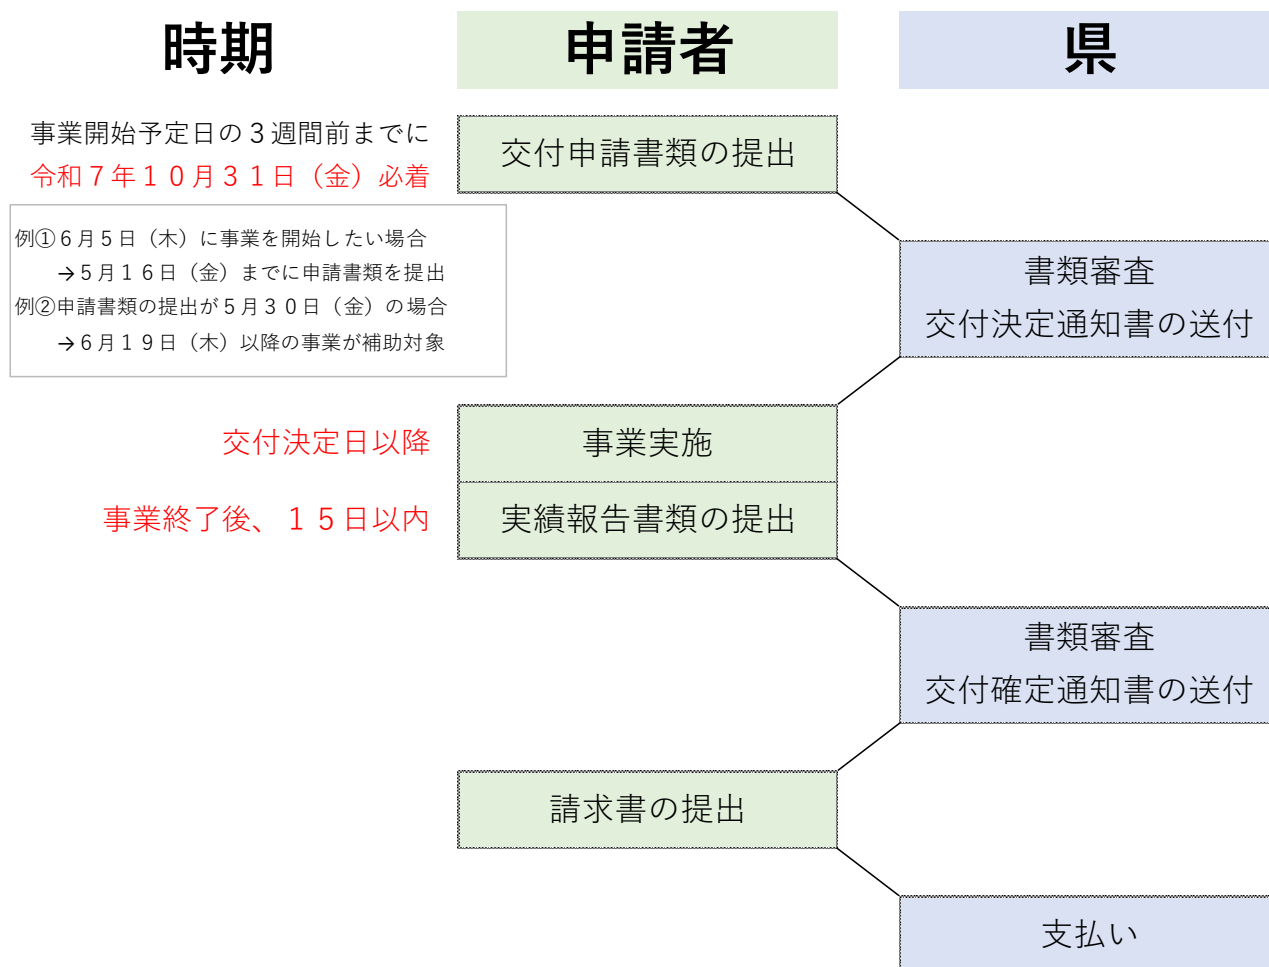 時期
申請者
県
事業開始予定日の３週間前までに
令和７年１０月３１日（金）必着
交付申請書類の提出
例①６月５日（木）に事業を開始したい場合
→５月１６日（金）までに申請書類を提出
例②申請書類の提出が５月３０日（金）の場合
→６月１９日（木）以降の事業が補助対象
書類審査
交付決定通知書の送付
交付決定日以降
事業実施
事業終了後、１５日以内
実績報告書類の提出
書類審査
交付確定通知書の送付
請求書の提出
支払い